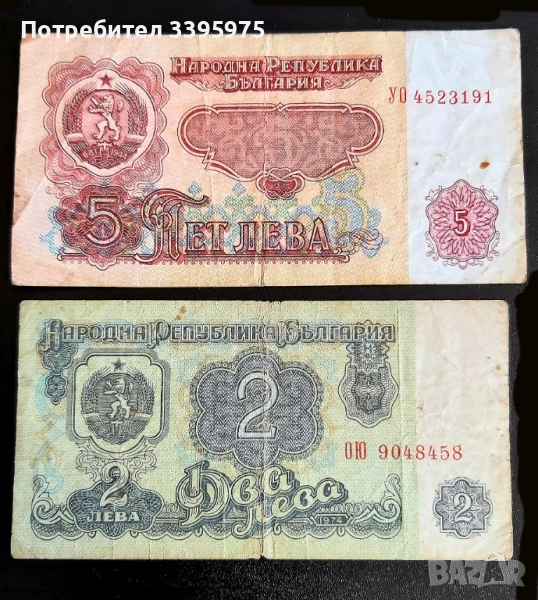 Потребител 3395975
Народна Република
България
УО 4523191
5 Пет лева
5
Народна Република България
2
ОЮ 9048458
2
лева
Два
лева
1974
2
BAZAR